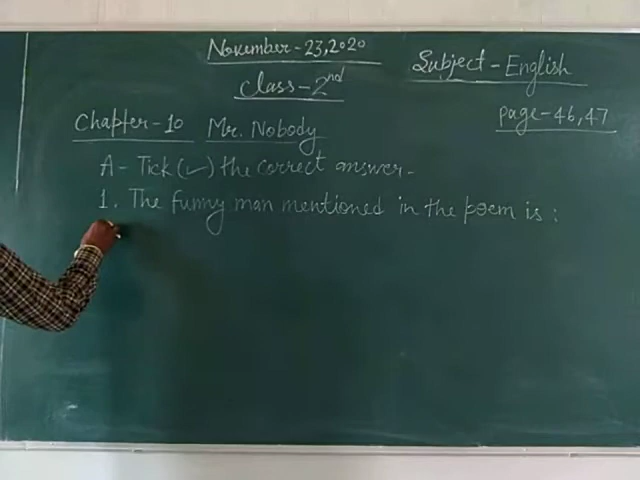 November-23,2020
Subject-English
Class-2nd
page-46,47
Chapter-10 Mr. Nobody
A- Tick (✓) the correct answer-
1. The funny man mentioned in the poem is: